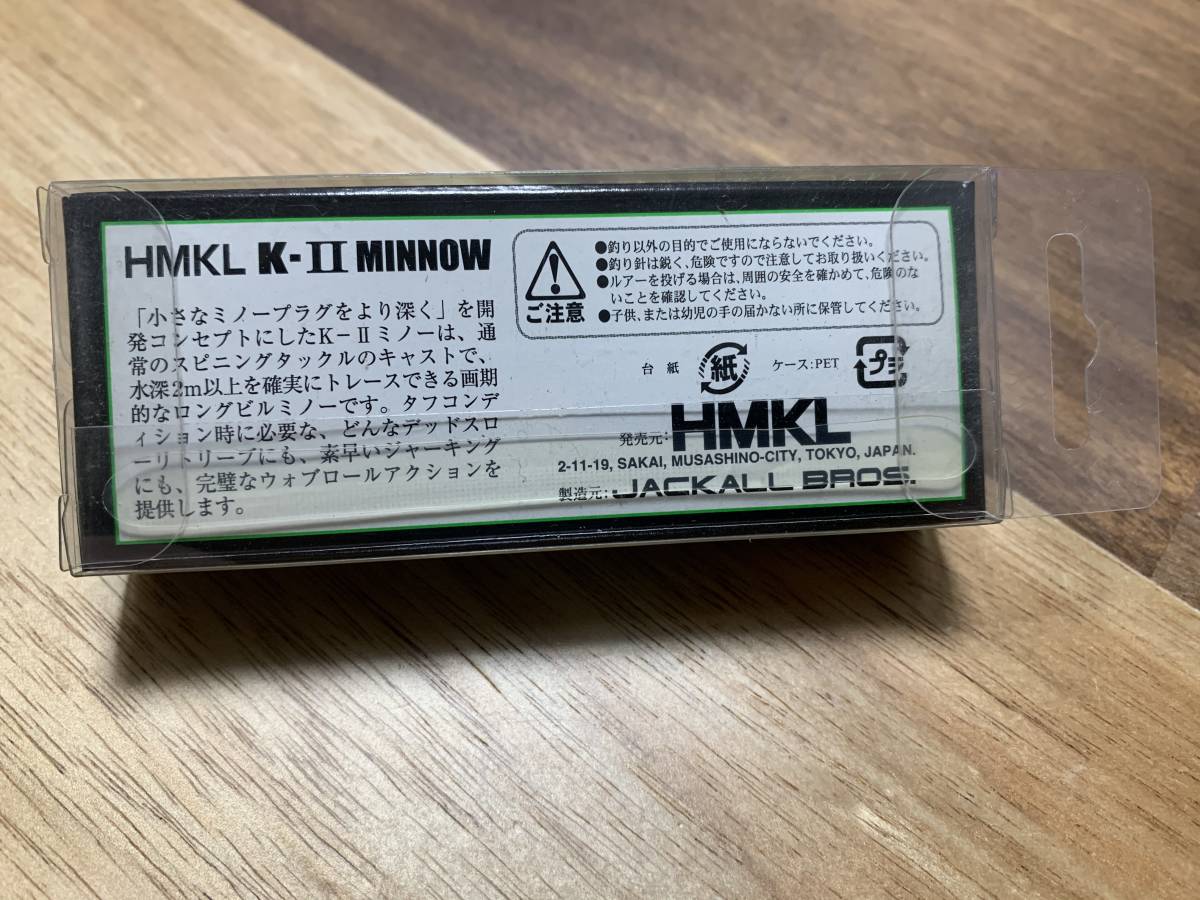 HMKL K-II MINNOW
「小さなミノープラグをより深く」を開
発コンセプトにしたK-IIミノーは、通
常のスピニングタックルのキャストで、
水深2m以上を確実にトレースできる画期
的なロングビルミノーです。タフコンデ
ィション時に必要な、どんなデッドスロ
ーリトリーブにも、素早いジャーキング
にも、完璧なウォブロールアクションを
提供します。
ご注意
●釣り以外の目的でご使用にならないでください。
●釣り針は鋭く、危険ですので注意してお取り扱いください。
●ルアーを投げる場合は、周囲の安全を確かめて、危険のな
いことを確認してください。
●子供、または幼児の手の届かない所に保管してください。
台紙 紙 ケース:PET プラ
発売元: HMKL
2-11-19, SAKAI, MUSASHINO-CITY, TOKYO, JAPAN.
製造元: JACKALL BROS.